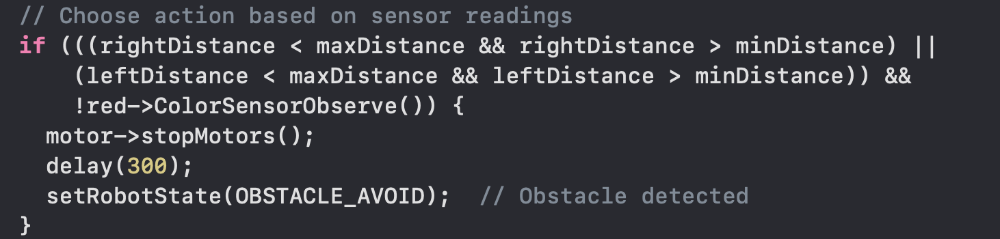 // Choose action based on sensor readings
if (((rightDistance < maxDistance && rightDistance > minDistance) ||
(leftDistance < maxDistance && leftDistance > minDistance)) &&
!red->ColorSensorObserve()) {
motor->stopMotors();
delay(300);
setRobotState(OBSTACLE_AVOID);  // Obstacle detected
}